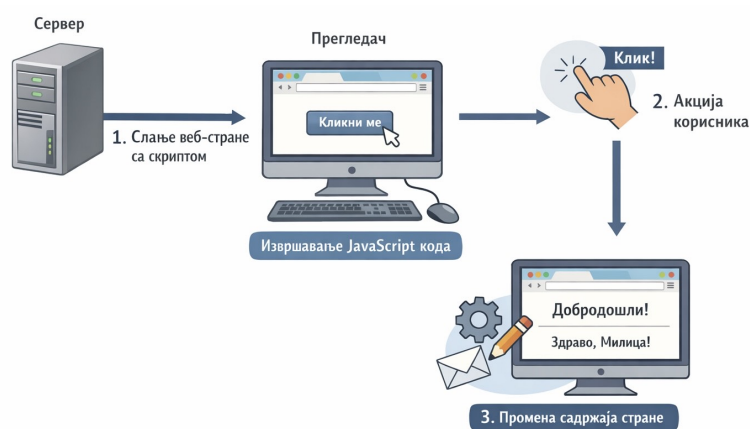 Сервер
Прегледач
Клик!
Кликни ме
1. Слање веб-стране
са скриптом
2. Акција
корисника
Извршавање JavaScript кода
Добродошли!
Здраво, Милица!
3. Промена садржаја стране